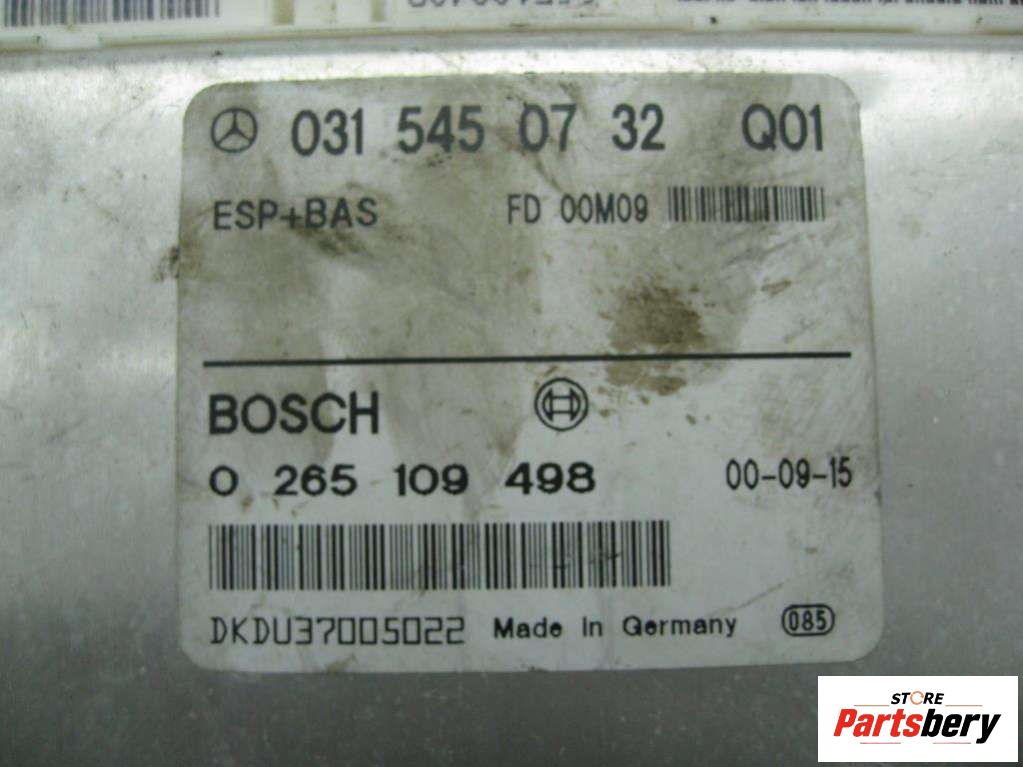 031 545 07 32 Q01
ESP+BAS FD 00M09
BOSCH
0 265 109 498 00-09-15
DKDU37005022 Made in Germany 085
STORE
Partsbery